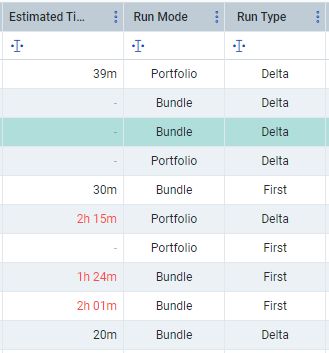 Estimated Ti... Run Mode Run Type
39m Portfolio Delta
- Bundle Delta
- Bundle Delta
- Portfolio Delta
30m Bundle First
2h 15m Portfolio Delta
- Portfolio First
1h 24m Bundle First
2h 01m Bundle First
20m Bundle Delta